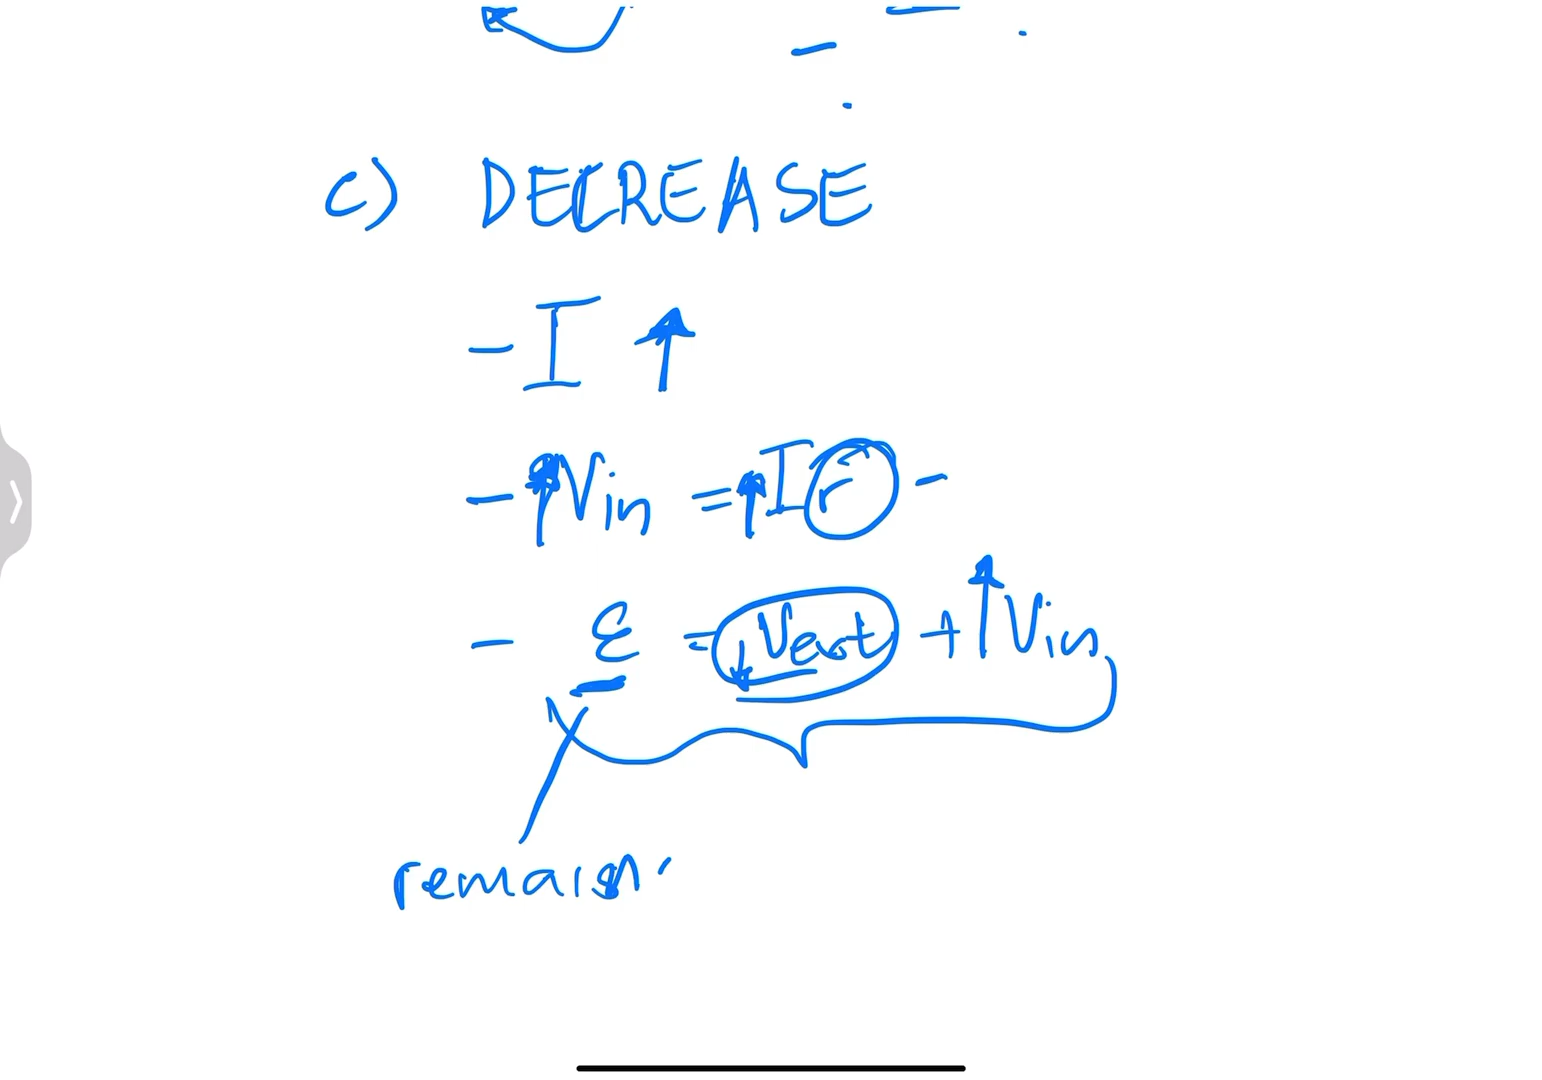 c) DECREASE
- I ↑
- ↑Vin = ↑Ir -
- ε = ↓Vext + ↑Vin
remain